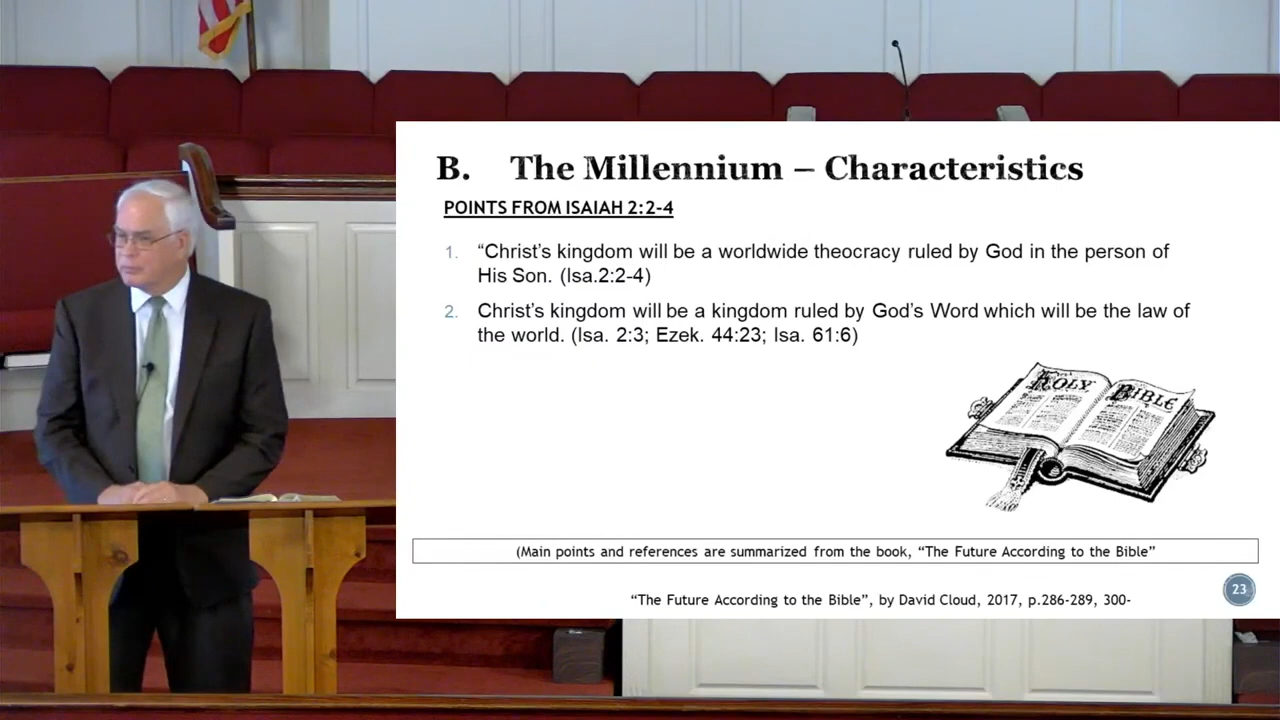 B. The Millennium – Characteristics
POINTS FROM ISAIAH 2:2-4
1. “Christ’s kingdom will be a worldwide theocracy ruled by God in the person of
His Son. (Isa.2:2-4)
2. Christ’s kingdom will be a kingdom ruled by God’s Word which will be the law of
the world. (Isa. 2:3; Ezek. 44:23; Isa. 61:6)
HOLY BIBLE
(Main points and references are summarized from the book, “The Future According to the Bible”
23
“The Future According to the Bible”, by David Cloud, 2017, p.286-289, 300-